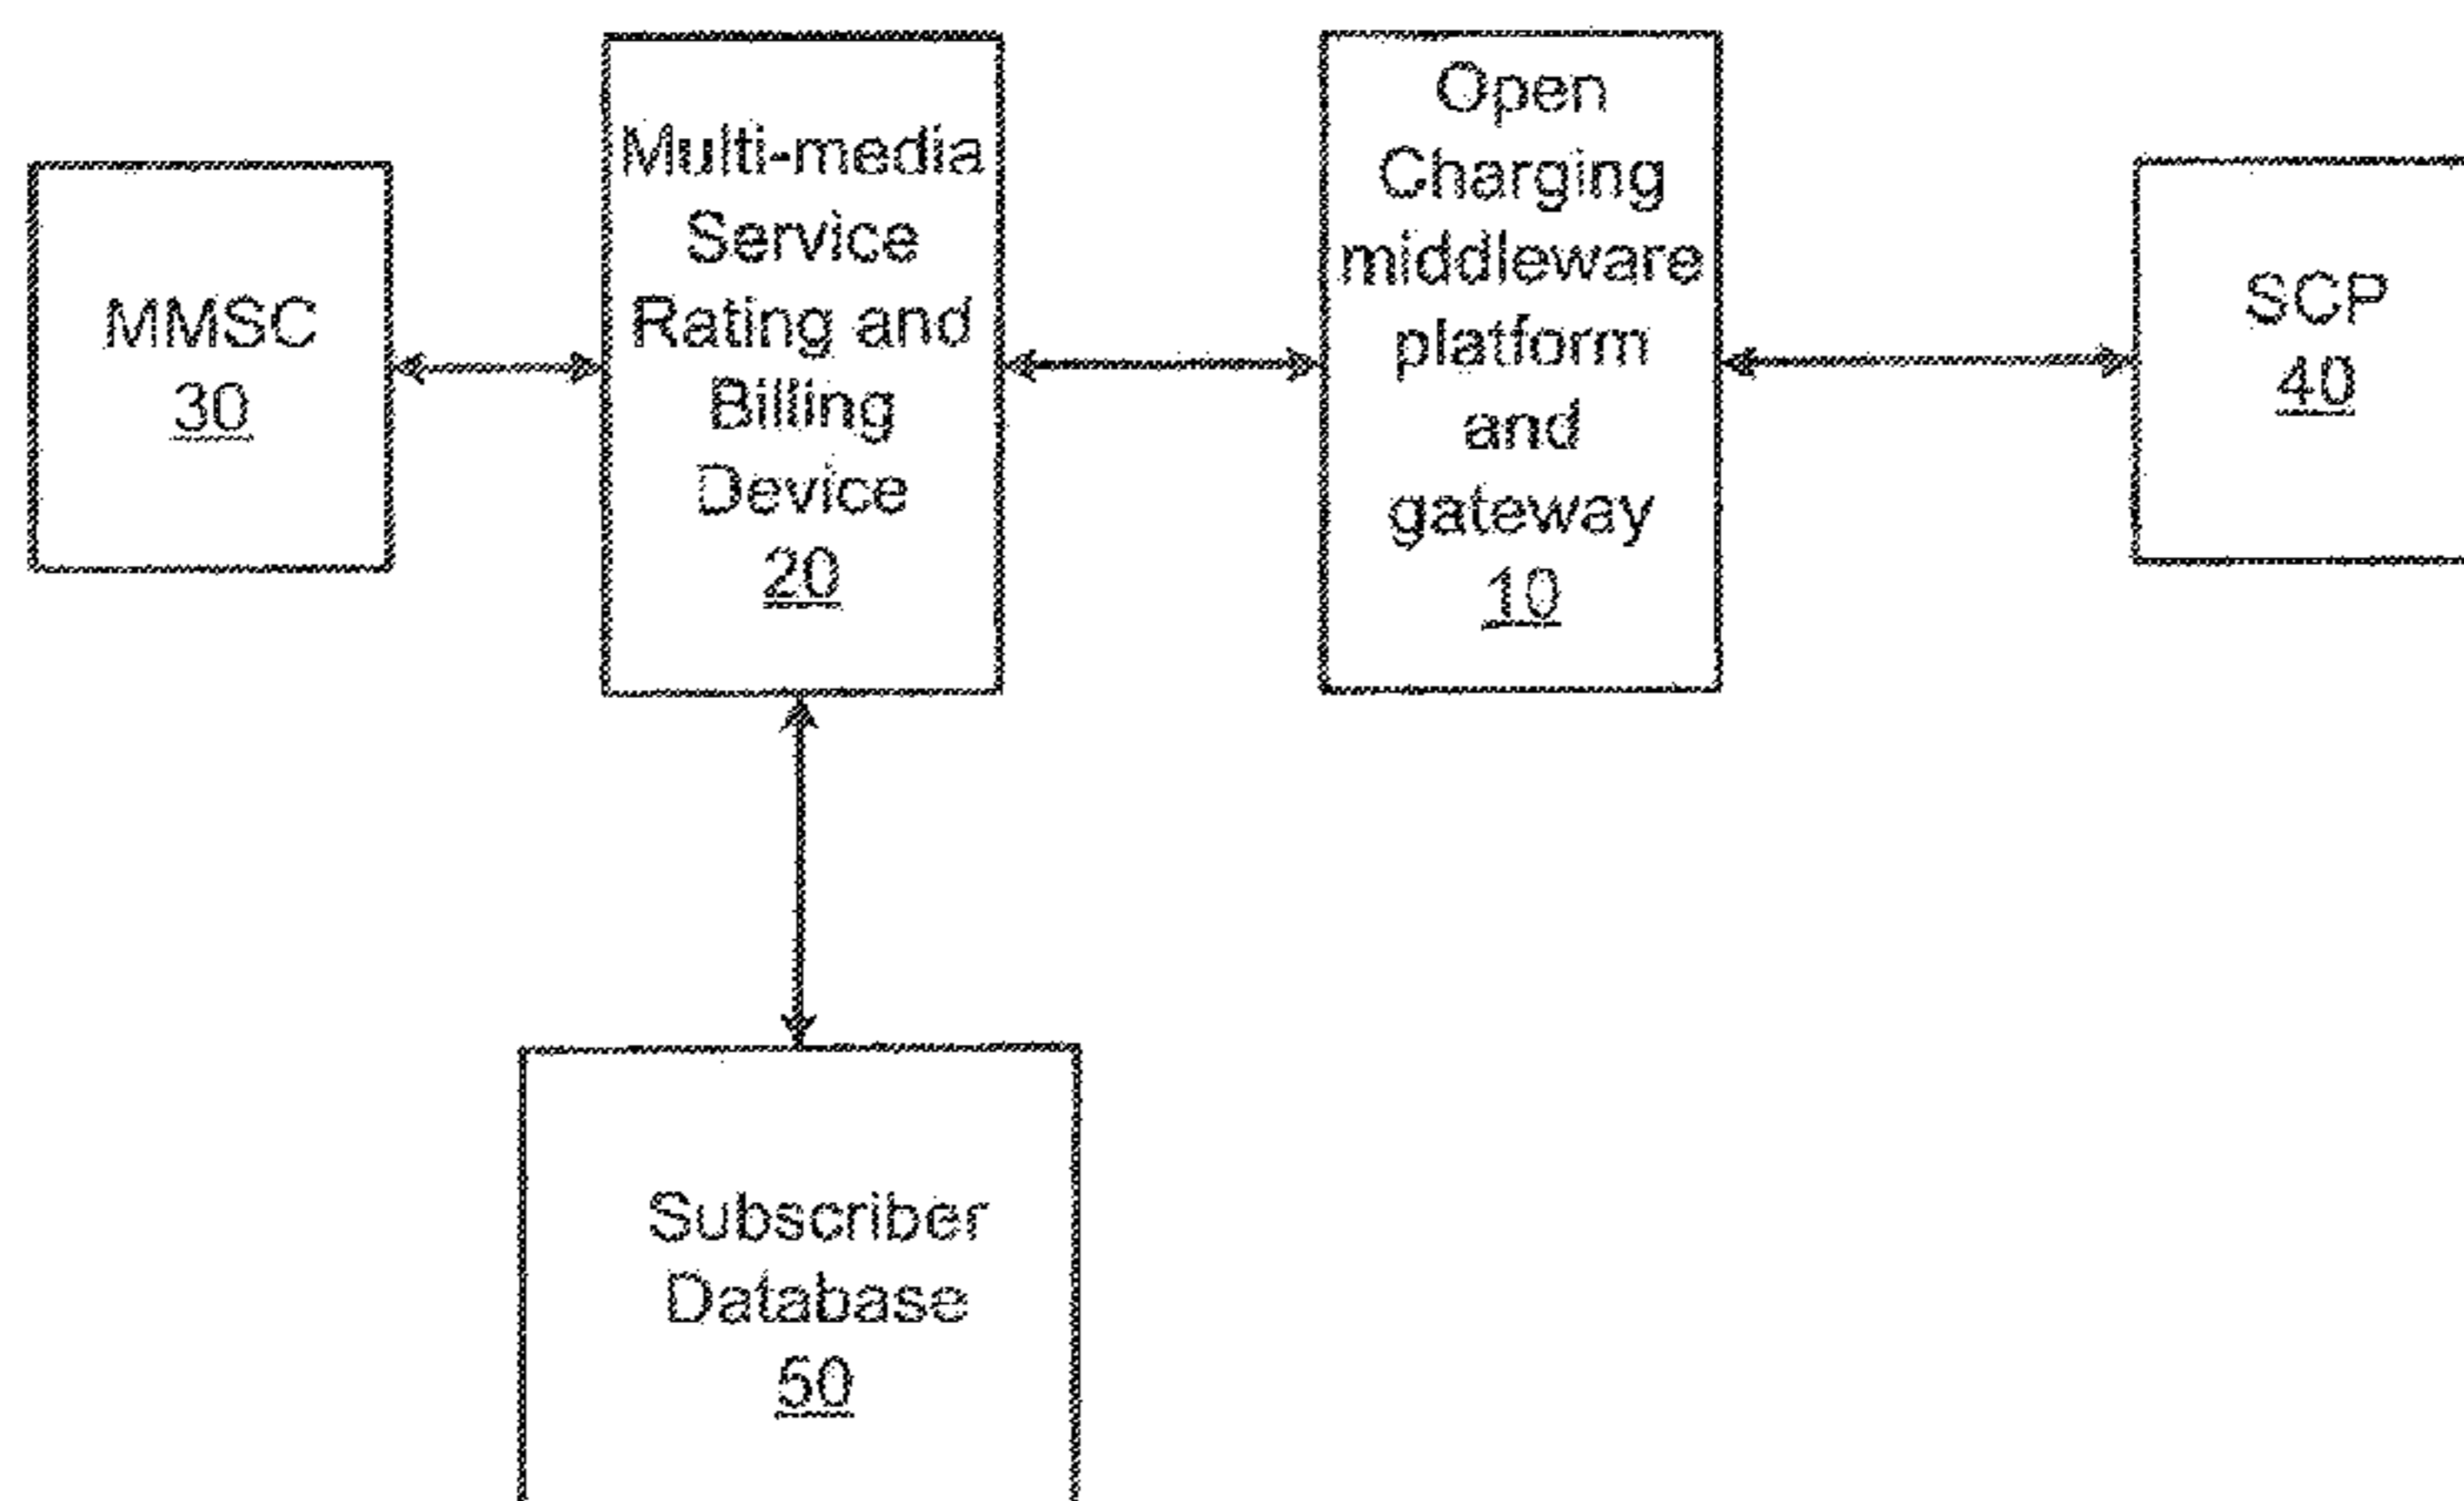 MMSC
30
Multi-media
Service
Rating and
Billing
Device
20
Open
Charging
middleware
platform
and
gateway
10
SCP
40
Subscriber
Database
50